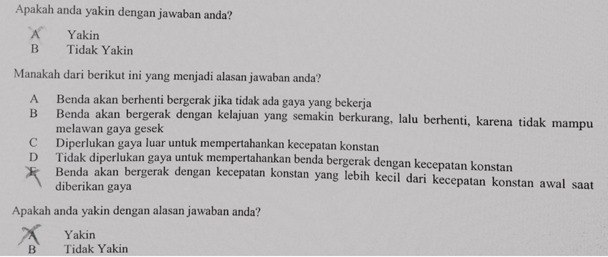 Apakah anda yakin dengan jawaban anda?
A Yakin
B Tidak Yakin
Manakah dari berikut ini yang menjadi alasan jawaban anda?
A Benda akan berhenti bergerak jika tidak ada gaya yang bekerja
B Benda akan bergerak dengan kelajuan yang semakin berkurang, lalu berhenti, karena tidak mampu
melawan gaya gesek
C Diperlukan gaya luar untuk mempertahankan kecepatan konstan
D Tidak diperlukan gaya untuk mempertahankan benda bergerak dengan kecepatan konstan
E Benda akan bergerak dengan kecepatan konstan yang lebih kecil dari kecepatan konstan awal saat
diberikan gaya
Apakah anda yakin dengan alasan jawaban anda?
A Yakin
B Tidak Yakin